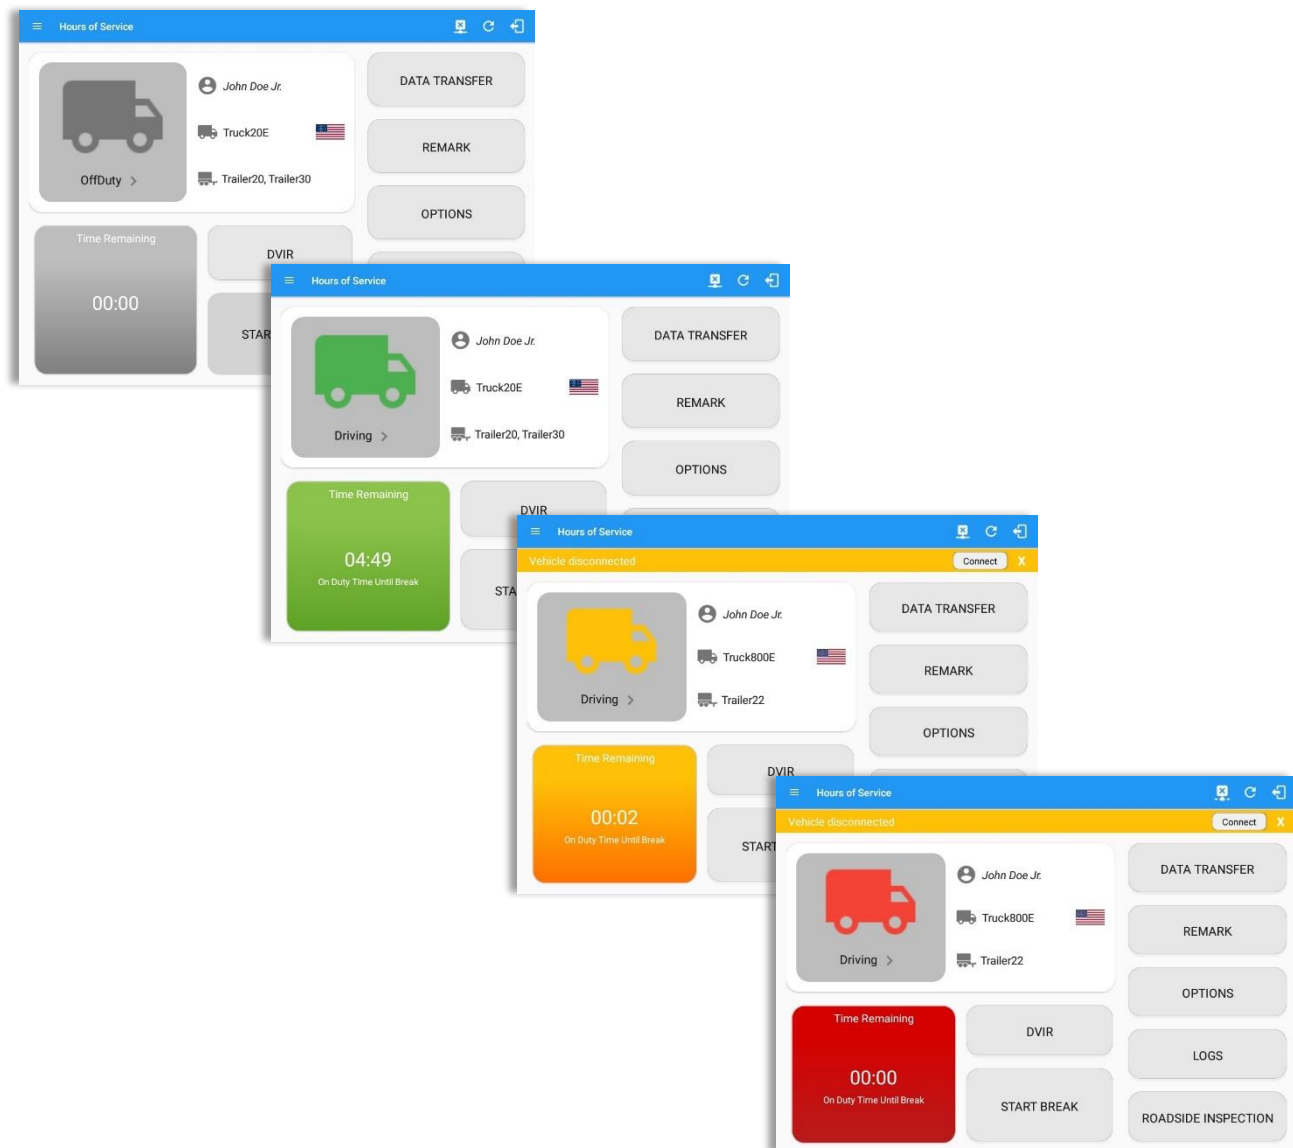 Hours of Service
John Doe Jr.
Truck20E
Trailer20, Trailer30
OffDuty >
DATA TRANSFER
REMARK
OPTIONS
Time Remaining
00:00
DVIR
STAR
Hours of Service
John Doe Jr.
Truck20E
Trailer20, Trailer30
Driving >
DATA TRANSFER
REMARK
OPTIONS
Time Remaining
04:49
On Duty Time Until Break
DVIR
STA
Hours of Service
Vehicle disconnected
Connect X
John Doe Jr.
Truck800E
Trailer22
Driving >
DATA TRANSFER
REMARK
OPTIONS
Time Remaining
00:02
On Duty Time Until Break
DVIR
START
Hours of Service
Vehicle disconnected
Connect X
John Doe Jr.
Truck800E
Trailer22
Driving >
DATA TRANSFER
REMARK
OPTIONS
LOGS
ROADSIDE INSPECTION
Time Remaining
00:00
On Duty Time Until Break
DVIR
START BREAK